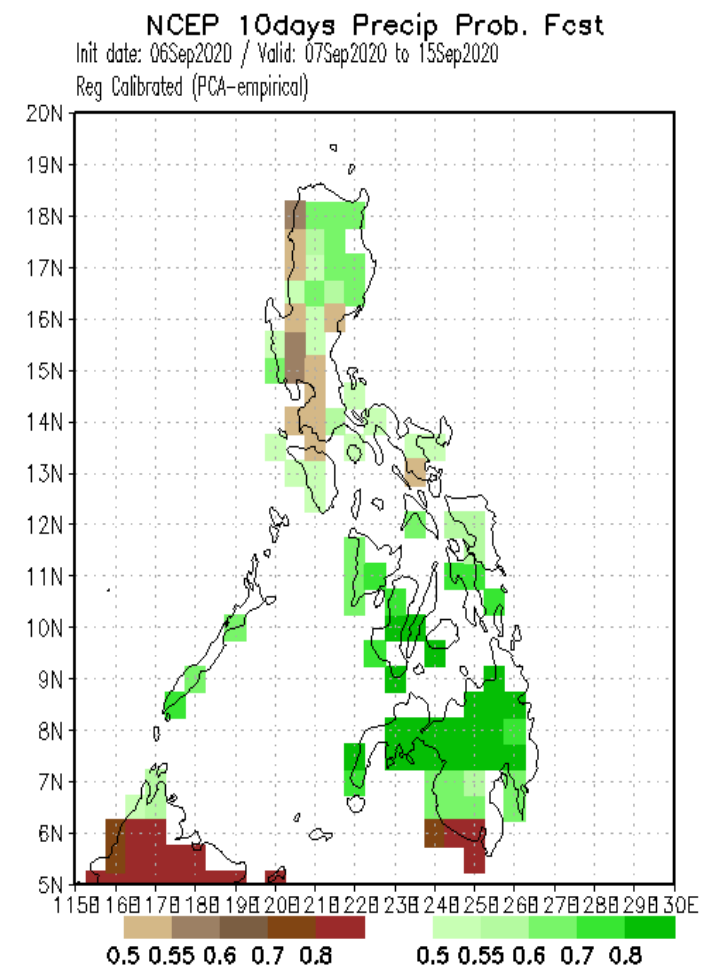 NCEP 10days Precip Prob. Fcst
Init date: 06Sep2020 / Valid: 07Sep2020 to 15Sep2020
Reg Calibrated (PCA-empirical)
20N
19N
18N
17N
16N
15N
14N
13N
12N
11N
10N
9N
8N
7N
6N
5N
115E 116E 117E 118E 119E 120E 121E 122E 123E 124E 125E 126E 127E 128E 129E 130E
0.5 0.55 0.6 0.7 0.8 0.5 0.55 0.6 0.7 0.8